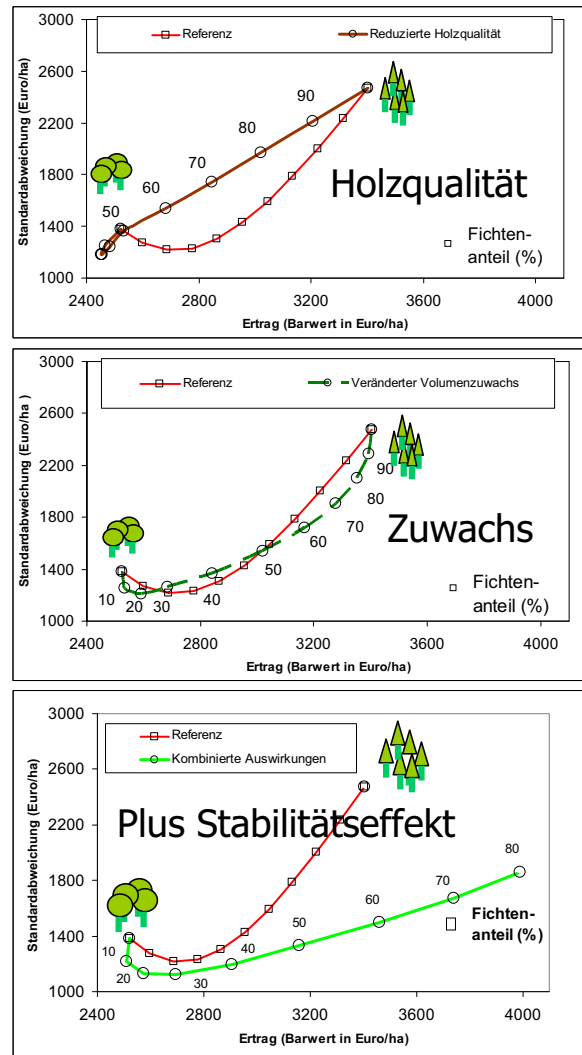 Referenz
Reduzierte Holzqualität
Standardabweichung (Euro/ha)
3000
2600
2200
1800
1400
1000
90
80
70
60
50
Holzqualität
Fichten-
anteil (%)
2400 2800 3200 3600 4000
Ertrag (Barwert in Euro/ha)
Referenz
Veränderter Volumenzuwachs
Standardabweichung (Euro/ha )
3000
2600
2200
1800
1400
1000
90
80
70
60
50
40
10 20 30
Zuwachs
Fichten-
anteil (%)
2400 2800 3200 3600 4000
Ertrag (Barwert in Euro/ha)
Referenz
Kombinierte Auswirkungen
Plus Stabilitätseffekt
Standardabweichung (Euro/ha)
3000
2600
2200
1800
1400
1000
80
70
60
50
40
10
20 30
Fichten-
anteil (%)
2400 2800 3200 3600 4000
Ertrag (Barwert in Euro/ha)